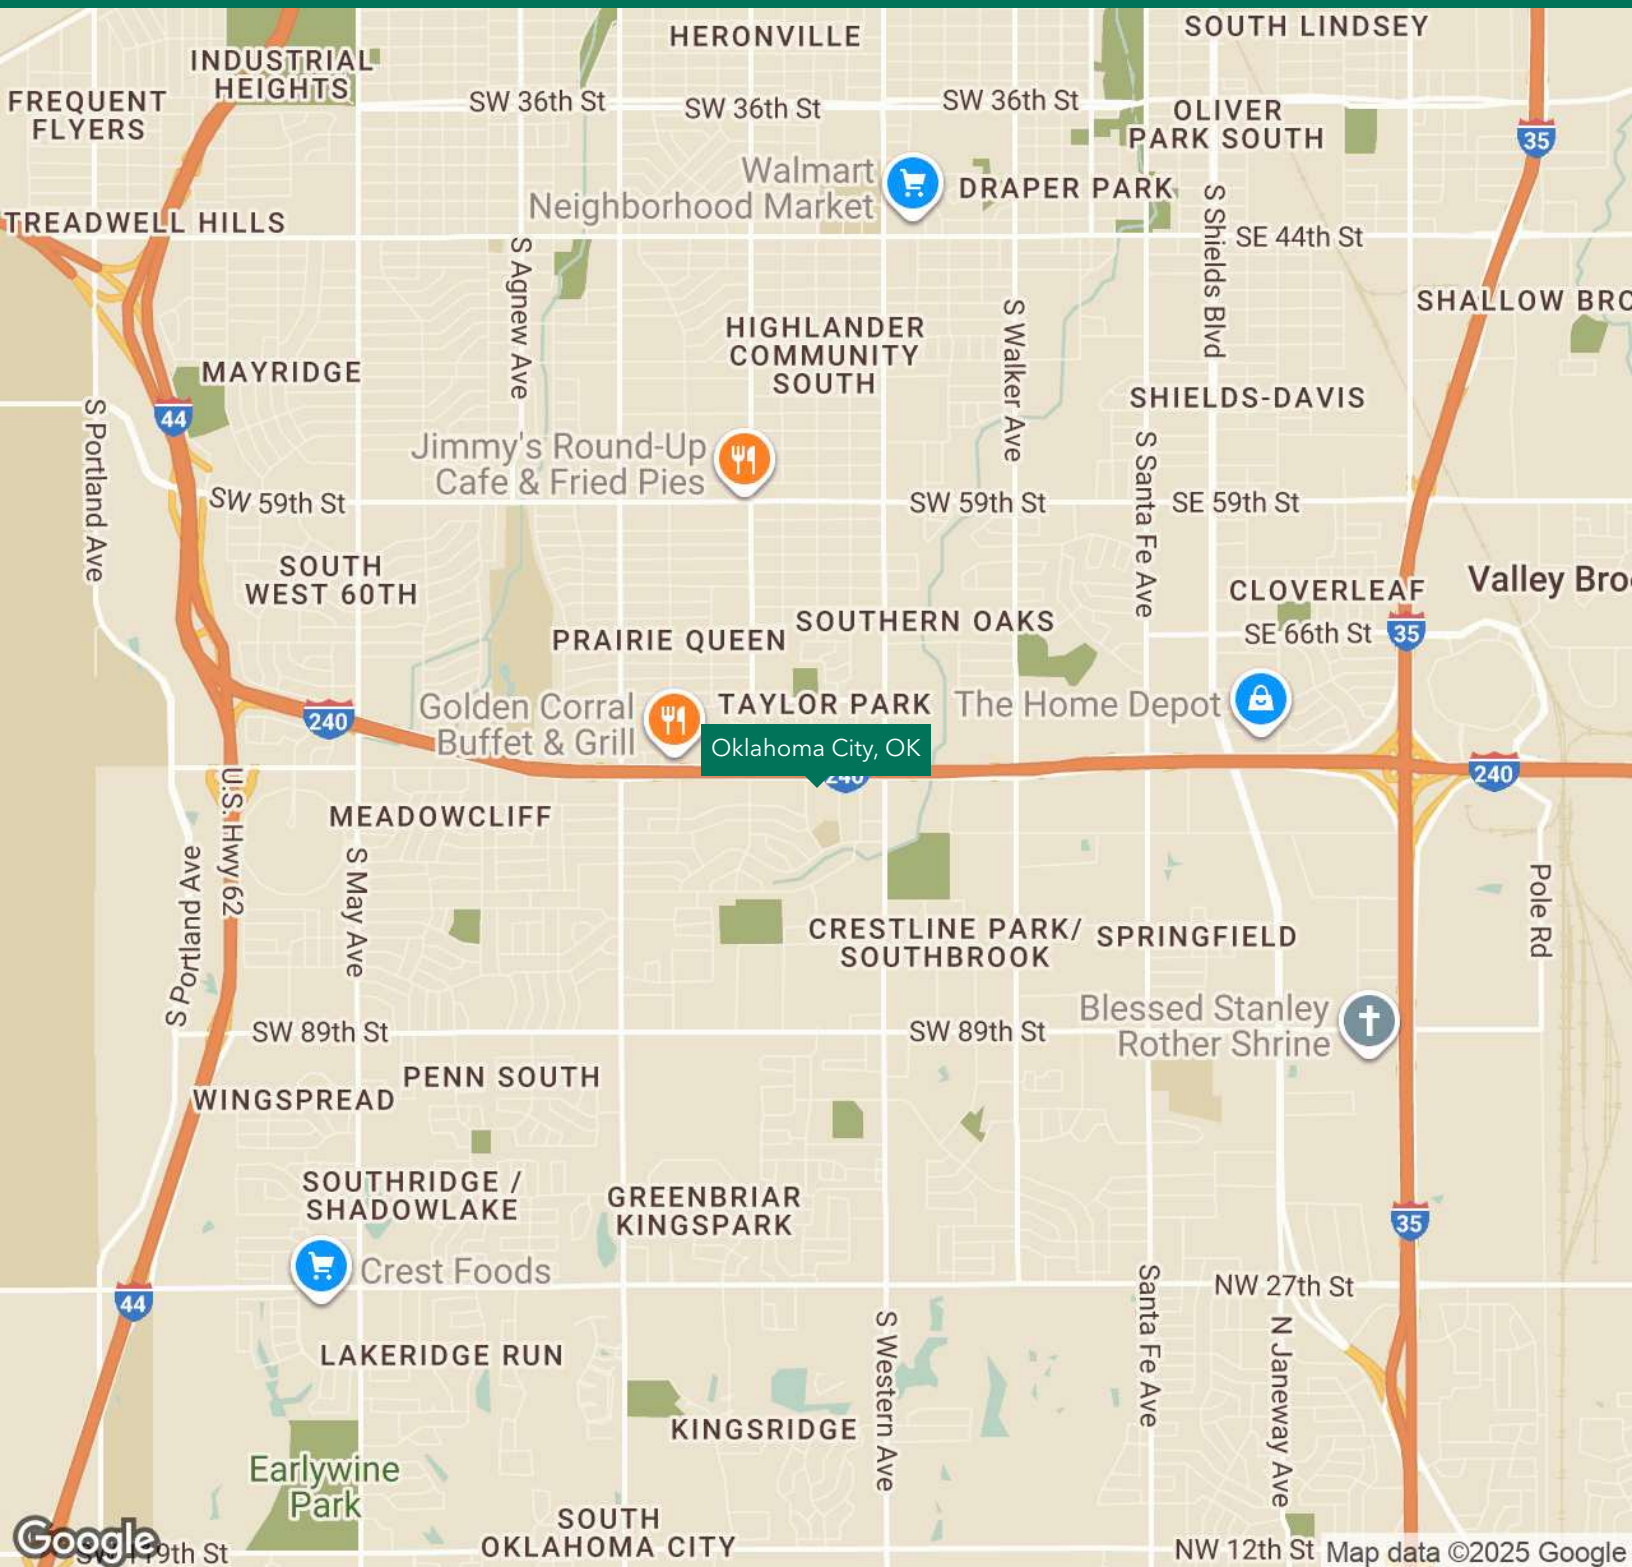 HERONVILLE
SOUTH LINDSEY
INDUSTRIAL
HEIGHTS
FREQUENT
FLYERS
SW 36th St
SW 36th St
SW 36th St
OLIVER
PARK SOUTH
35
Walmart
Neighborhood Market
DRAPER PARK
TREADWELL HILLS
S Shields Blvd
SE 44th St
S Agnew Ave
S Walker Ave
SHALLOW BRO
HIGHLANDER
COMMUNITY
SOUTH
MAYRIDGE
SHIELDS-DAVIS
44
S Portland Ave
Jimmy's Round-Up
Cafe & Fried Pies
S Santa Fe Ave
SW 59th St
SW 59th St
SE 59th St
SOUTH
WEST 60TH
CLOVERLEAF
Valley Bro
SOUTHERN OAKS
PRAIRIE QUEEN
SE 66th St
35
Golden Corral
Buffet & Grill
TAYLOR PARK
The Home Depot
240
Oklahoma City, OK
240
240
U.S. Hwy 62
MEADOWCLIFF
S Portland Ave
S May Ave
Pole Rd
CRESTLINE PARK/
SOUTHBROOK
SPRINGFIELD
Blessed Stanley
Rother Shrine
SW 89th St
SW 89th St
PENN SOUTH
WINGSPREAD
SOUTHRIDGE /
SHADOWLAKE
GREENBRIAR
KINGSPARK
35
Crest Foods
44
Santa Fe Ave
NW 27th St
S Western Ave
N Janeway Ave
LAKERIDGE RUN
KINGSRIDGE
Earlywine
Park
SOUTH
OKLAHOMA CITY
Google
SW 119th St
NW 12th St
Map data ©2025 Google